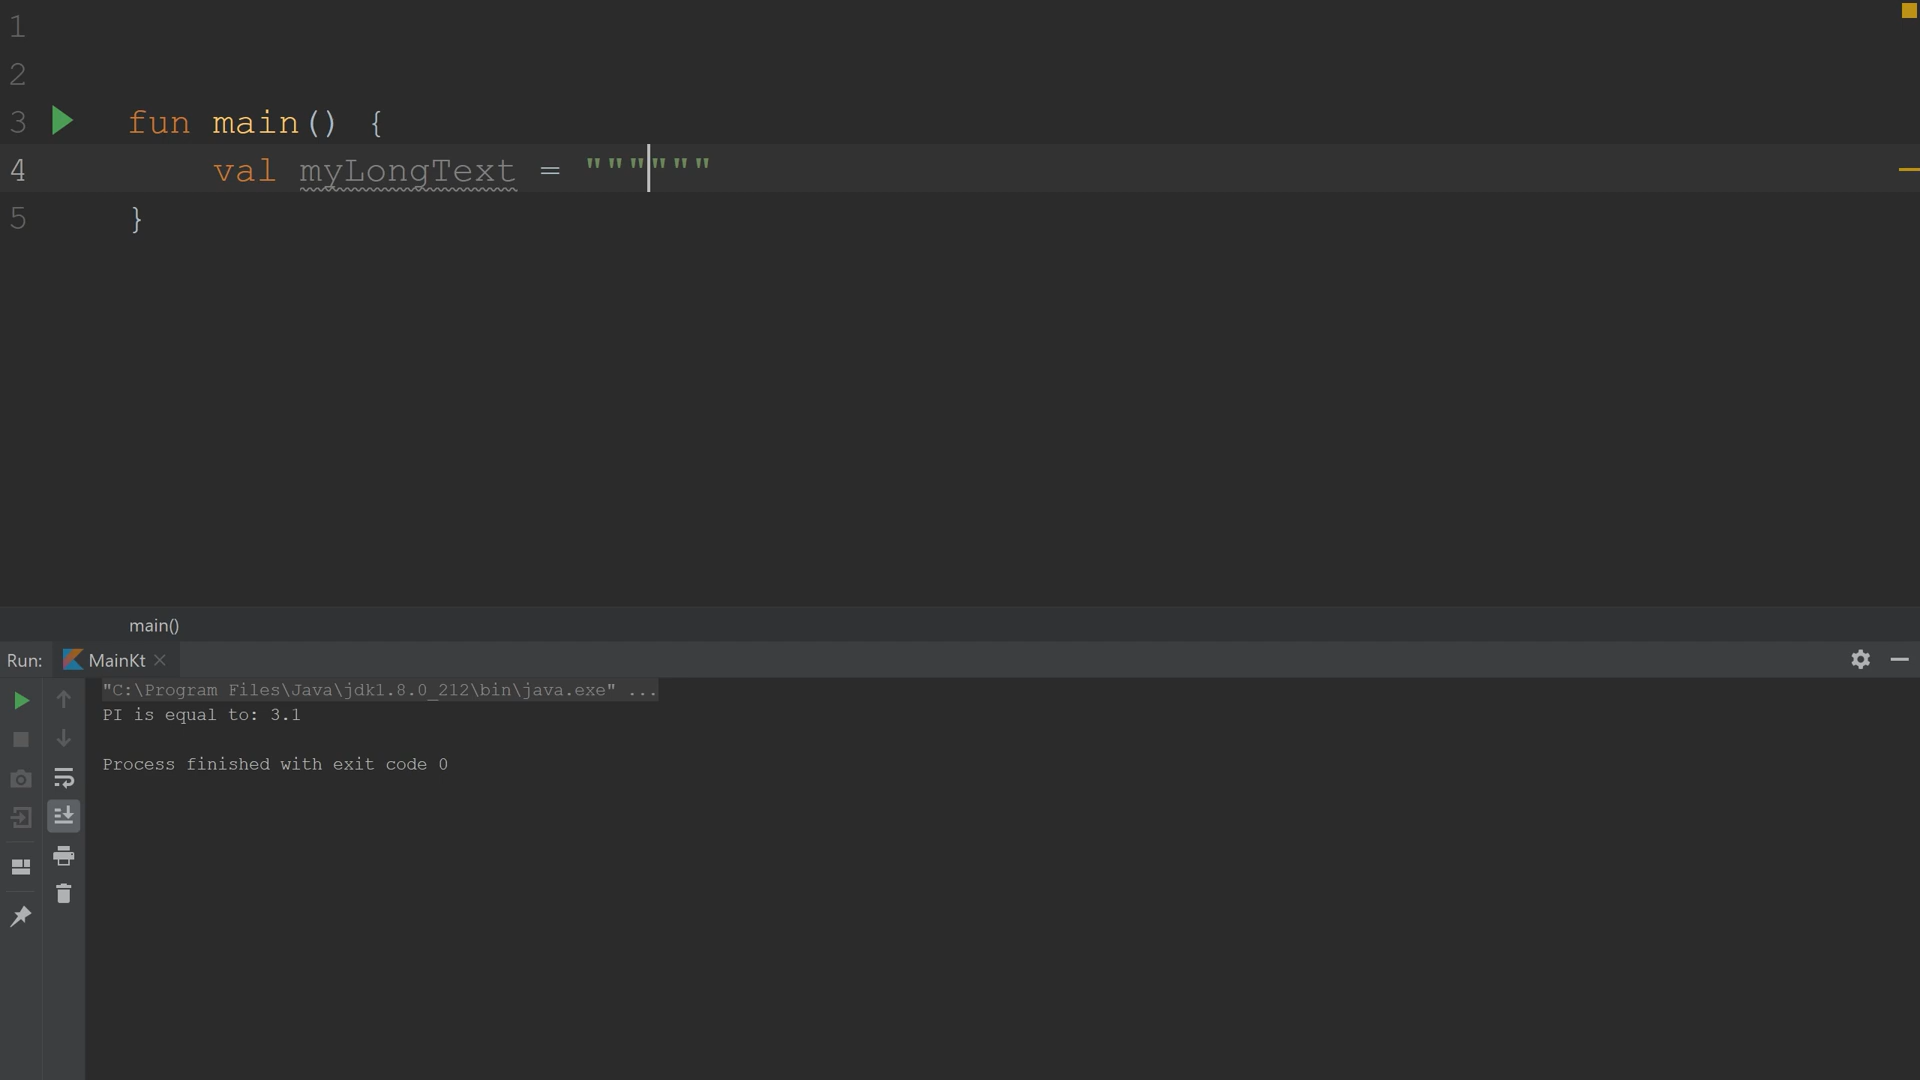 1
2
3 fun main() {
4 val myLongText = """"""
5 }
main()
Run: MainKt
"C:\Program Files\Java\jdk1.8.0_212\bin\java.exe" ...
PI is equal to: 3.1
Process finished with exit code 0